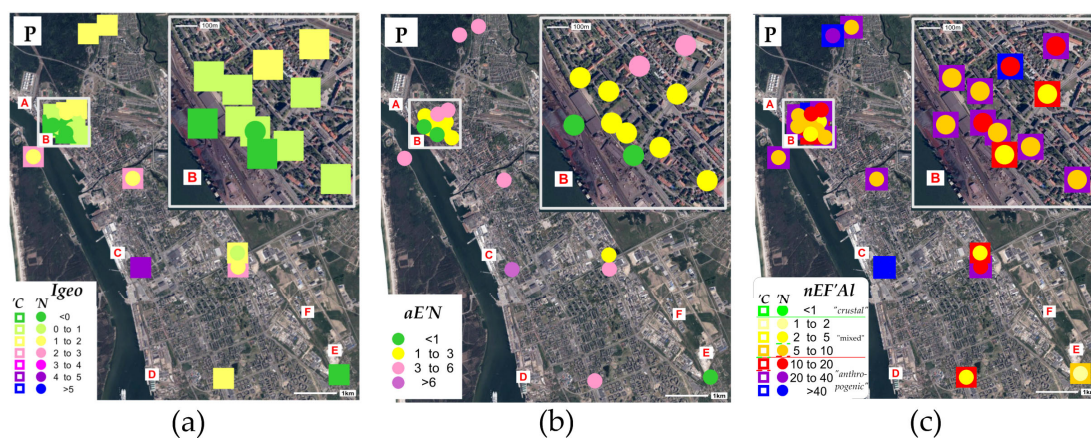 P
100m
A
B
B
C
Igeo
'C 'N
<0
0 to 1
1 to 2
2 to 3
3 to 4
4 to 5
>5
F
E
D
1km
(a)
P
100m
A
B
B
C
aE'N
<1
1 to 3
3 to 6
>6
F
E
D
1km
(b)
P
100m
A
B
B
C
nEF'Al
'C 'N
<1 "crustal"
1 to 2
2 to 5 "mixed"
5 to 10
10 to 20
20 to 40 "anthro-
>40 pogenic"
F
E
D
1km
(c)